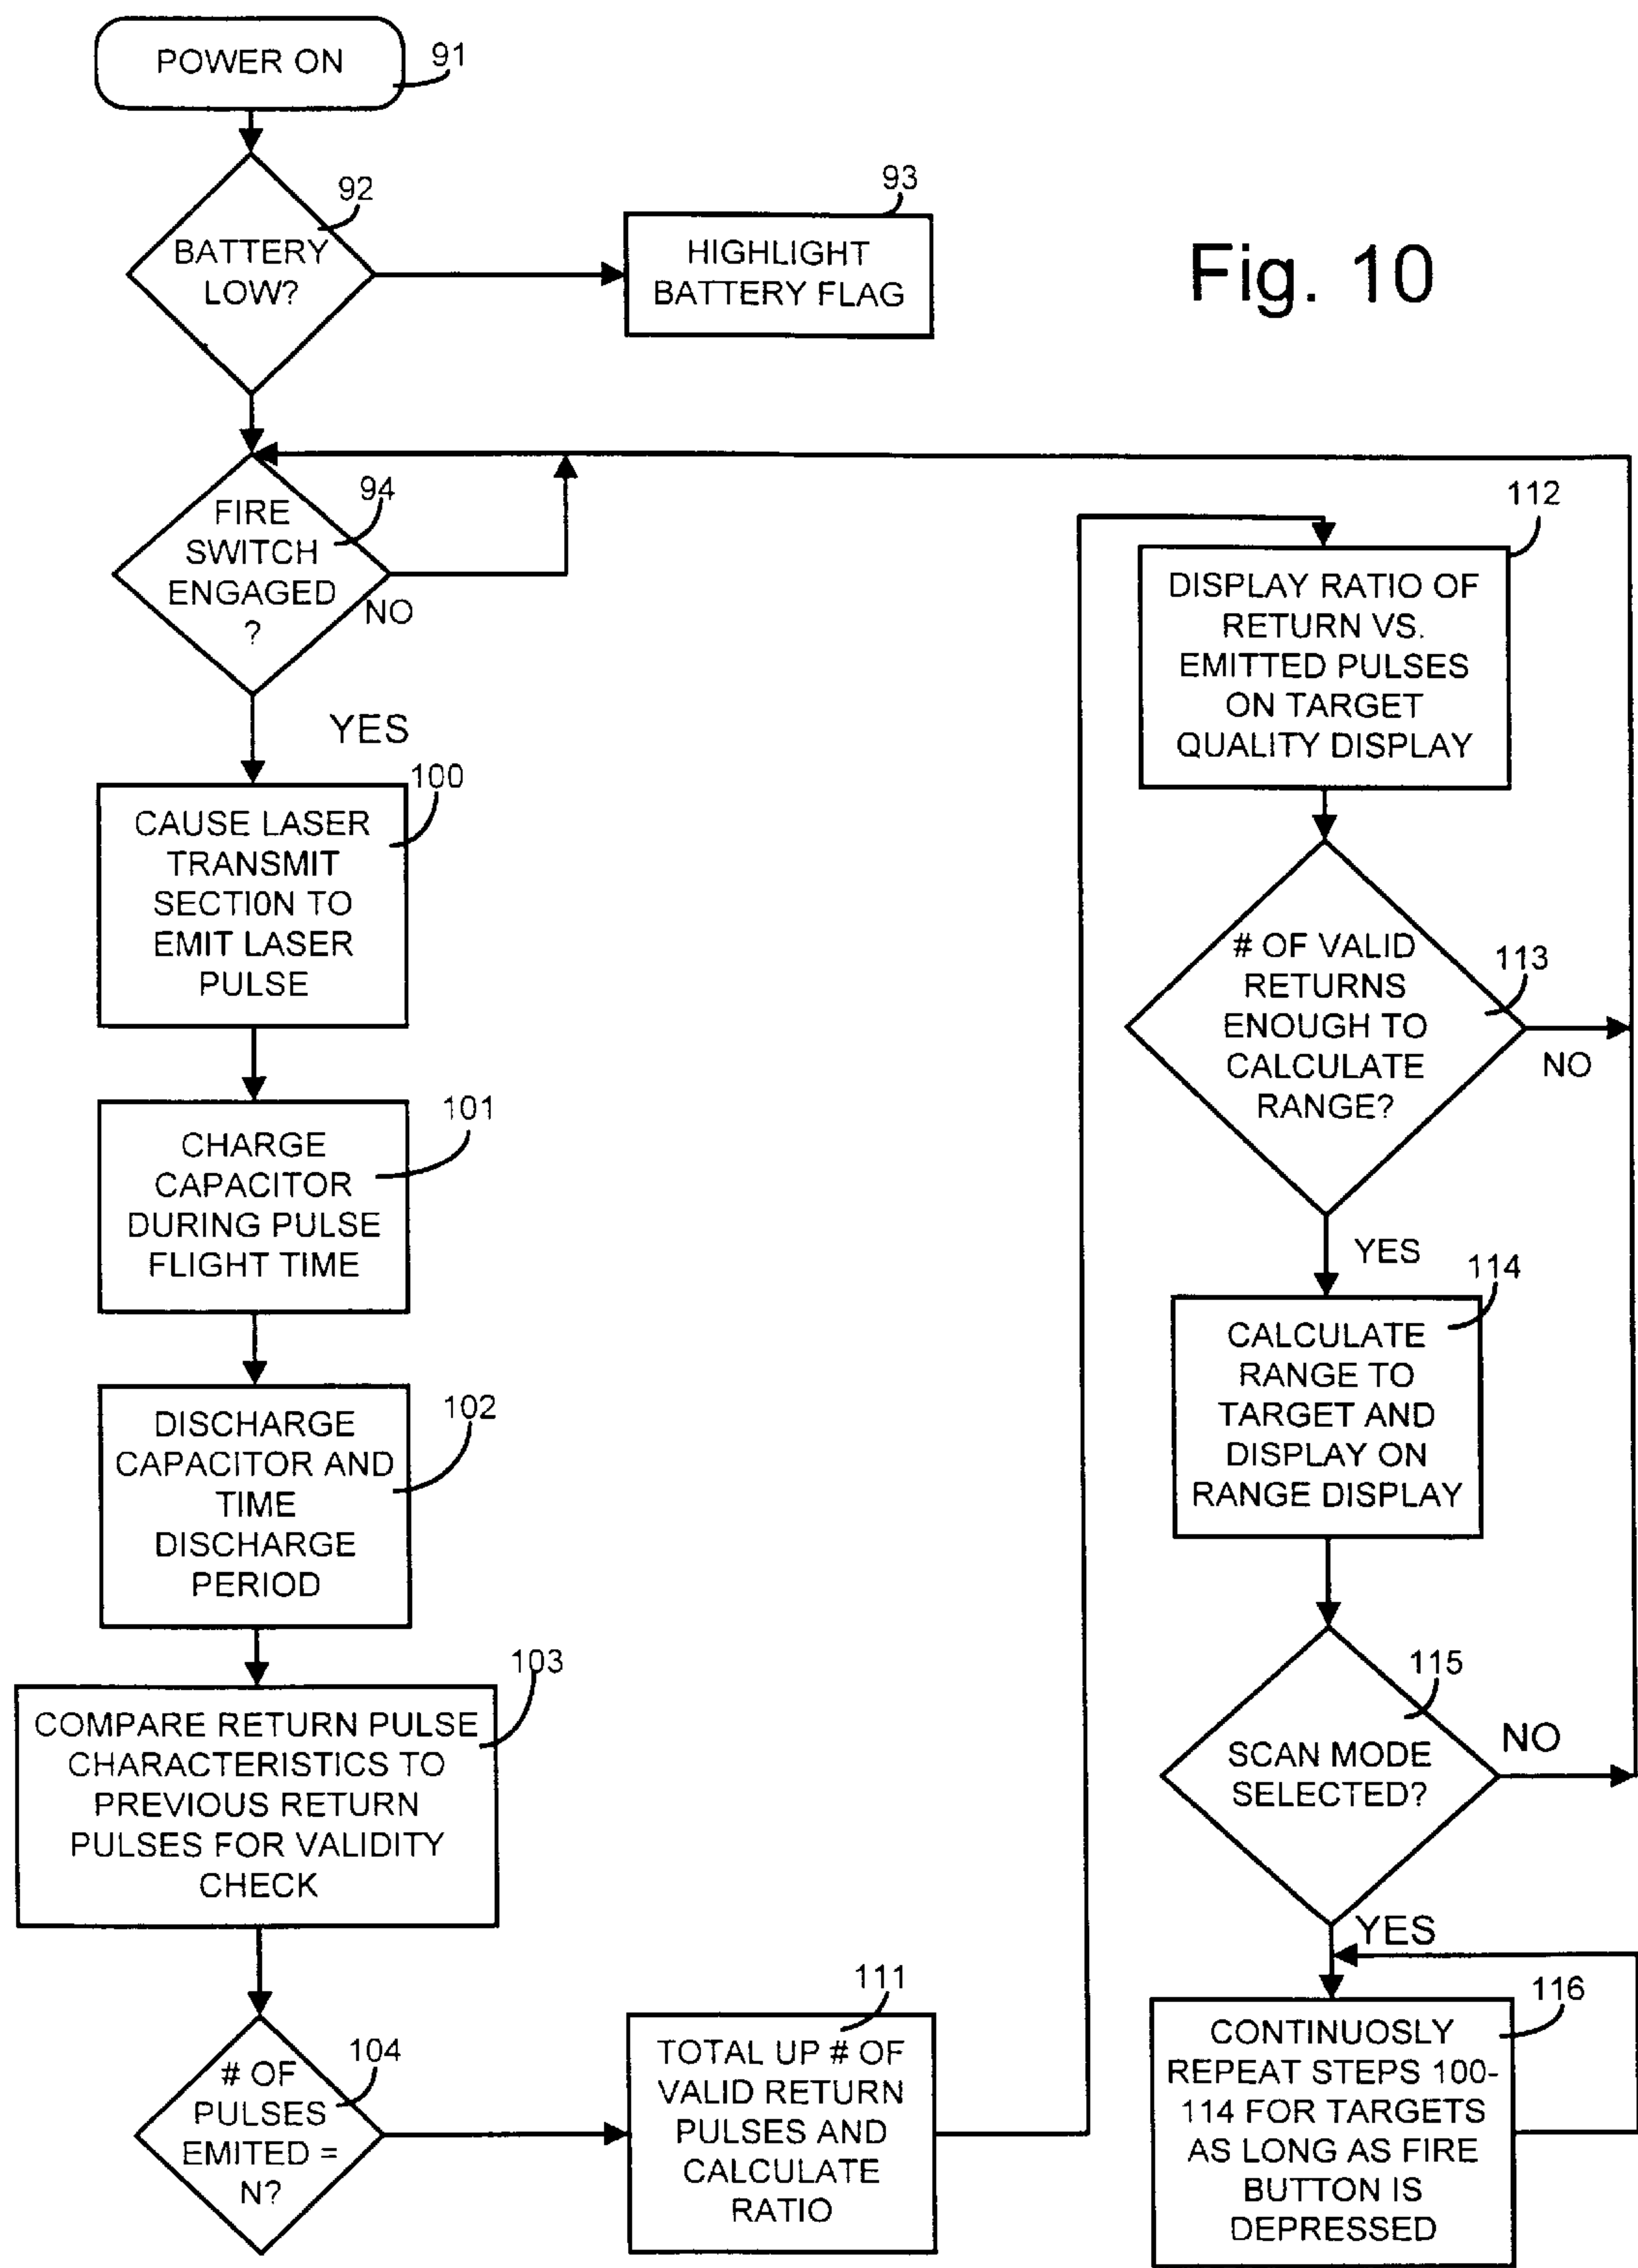 POWER ON
91
92
BATTERY
LOW?
93
HIGHLIGHT
BATTERY FLAG
Fig. 10
94
FIRE
SWITCH
ENGAGED
?
NO
YES
100
CAUSE LASER
TRANSMIT
SECTION TO
EMIT LASER
PULSE
101
CHARGE
CAPACITOR
DURING PULSE
FLIGHT TIME
102
DISCHARGE
CAPACITOR AND
TIME
DISCHARGE
PERIOD
103
COMPARE RETURN PULSE
CHARACTERISTICS TO
PREVIOUS RETURN
PULSES FOR VALIDITY
CHECK
104
# OF
PULSES
EMITED =
N?
111
TOTAL UP # OF
VALID RETURN
PULSES AND
CALCULATE
RATIO
112
DISPLAY RATIO OF
RETURN VS.
EMITTED PULSES
ON TARGET
QUALITY DISPLAY
113
# OF VALID
RETURNS
ENOUGH TO
CALCULATE
RANGE?
NO
YES
114
CALCULATE
RANGE TO
TARGET AND
DISPLAY ON
RANGE DISPLAY
115
SCAN MODE
SELECTED?
NO
YES
116
CONTINUOSLY
REPEAT STEPS 100-
114 FOR TARGETS
AS LONG AS FIRE
BUTTON IS
DEPRESSED